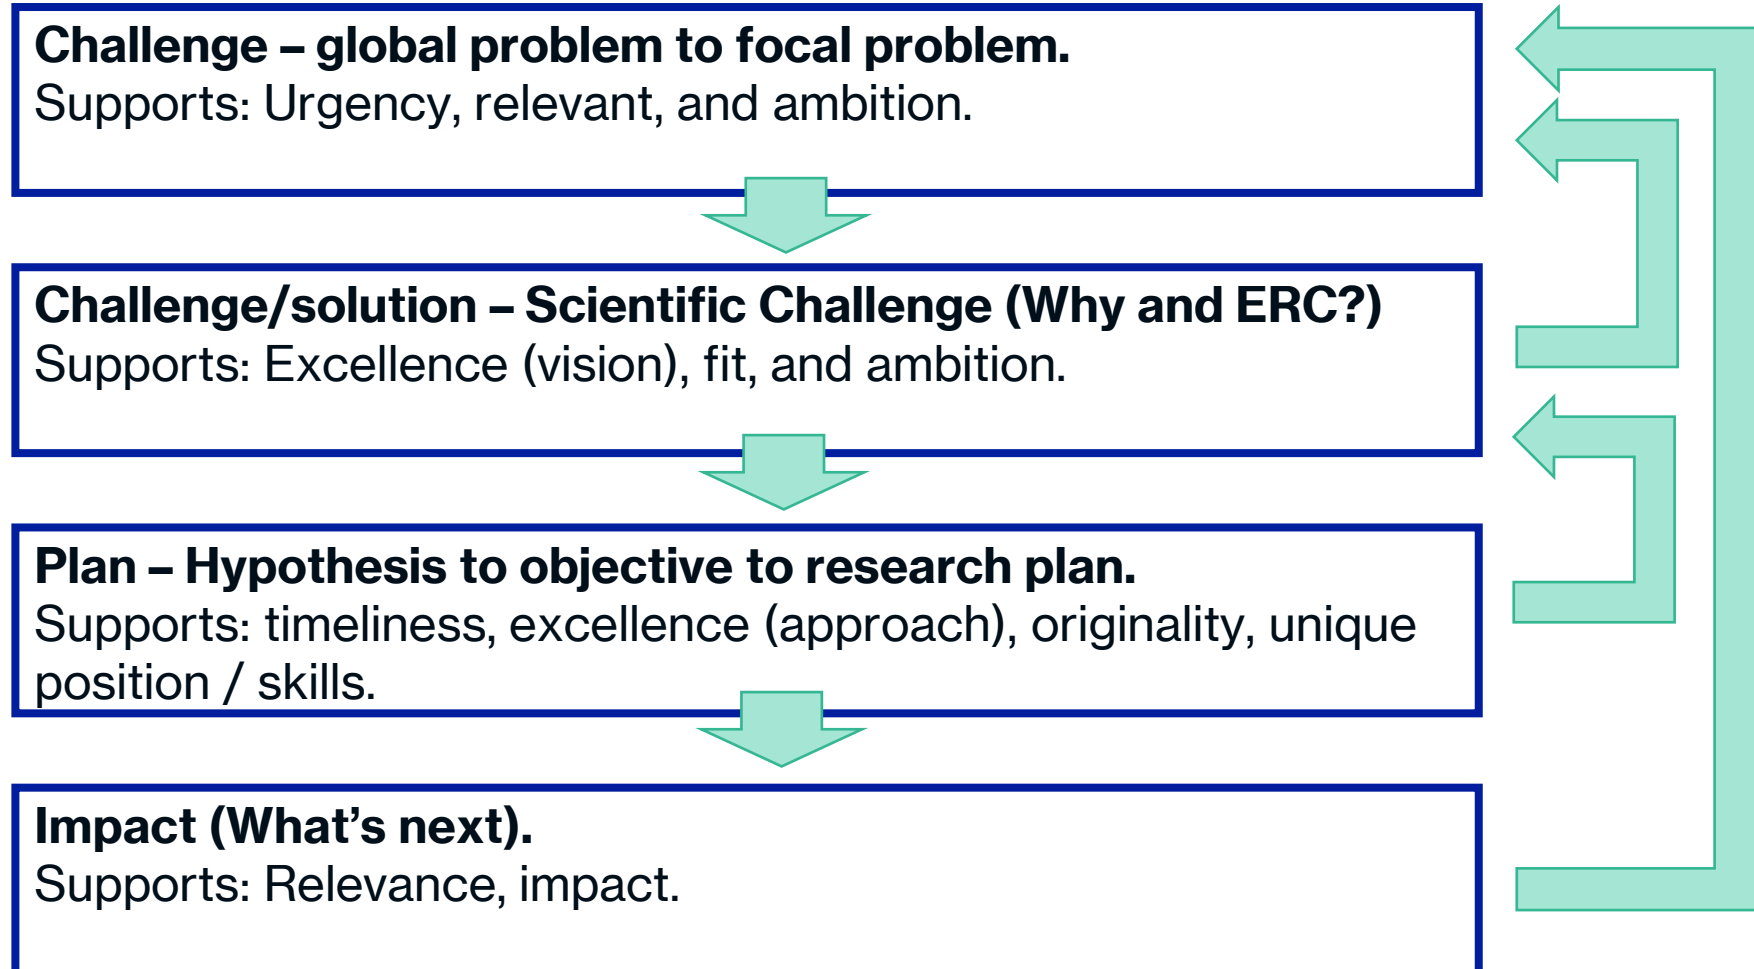 Challenge – global problem to focal problem.
Supports: Urgency, relevant, and ambition.
Challenge/solution – Scientific Challenge (Why and ERC?)
Supports: Excellence (vision), fit, and ambition.
Plan – Hypothesis to objective to research plan.
Supports: timeliness, excellence (approach), originality, unique
position / skills.
Impact (What’s next).
Supports: Relevance, impact.